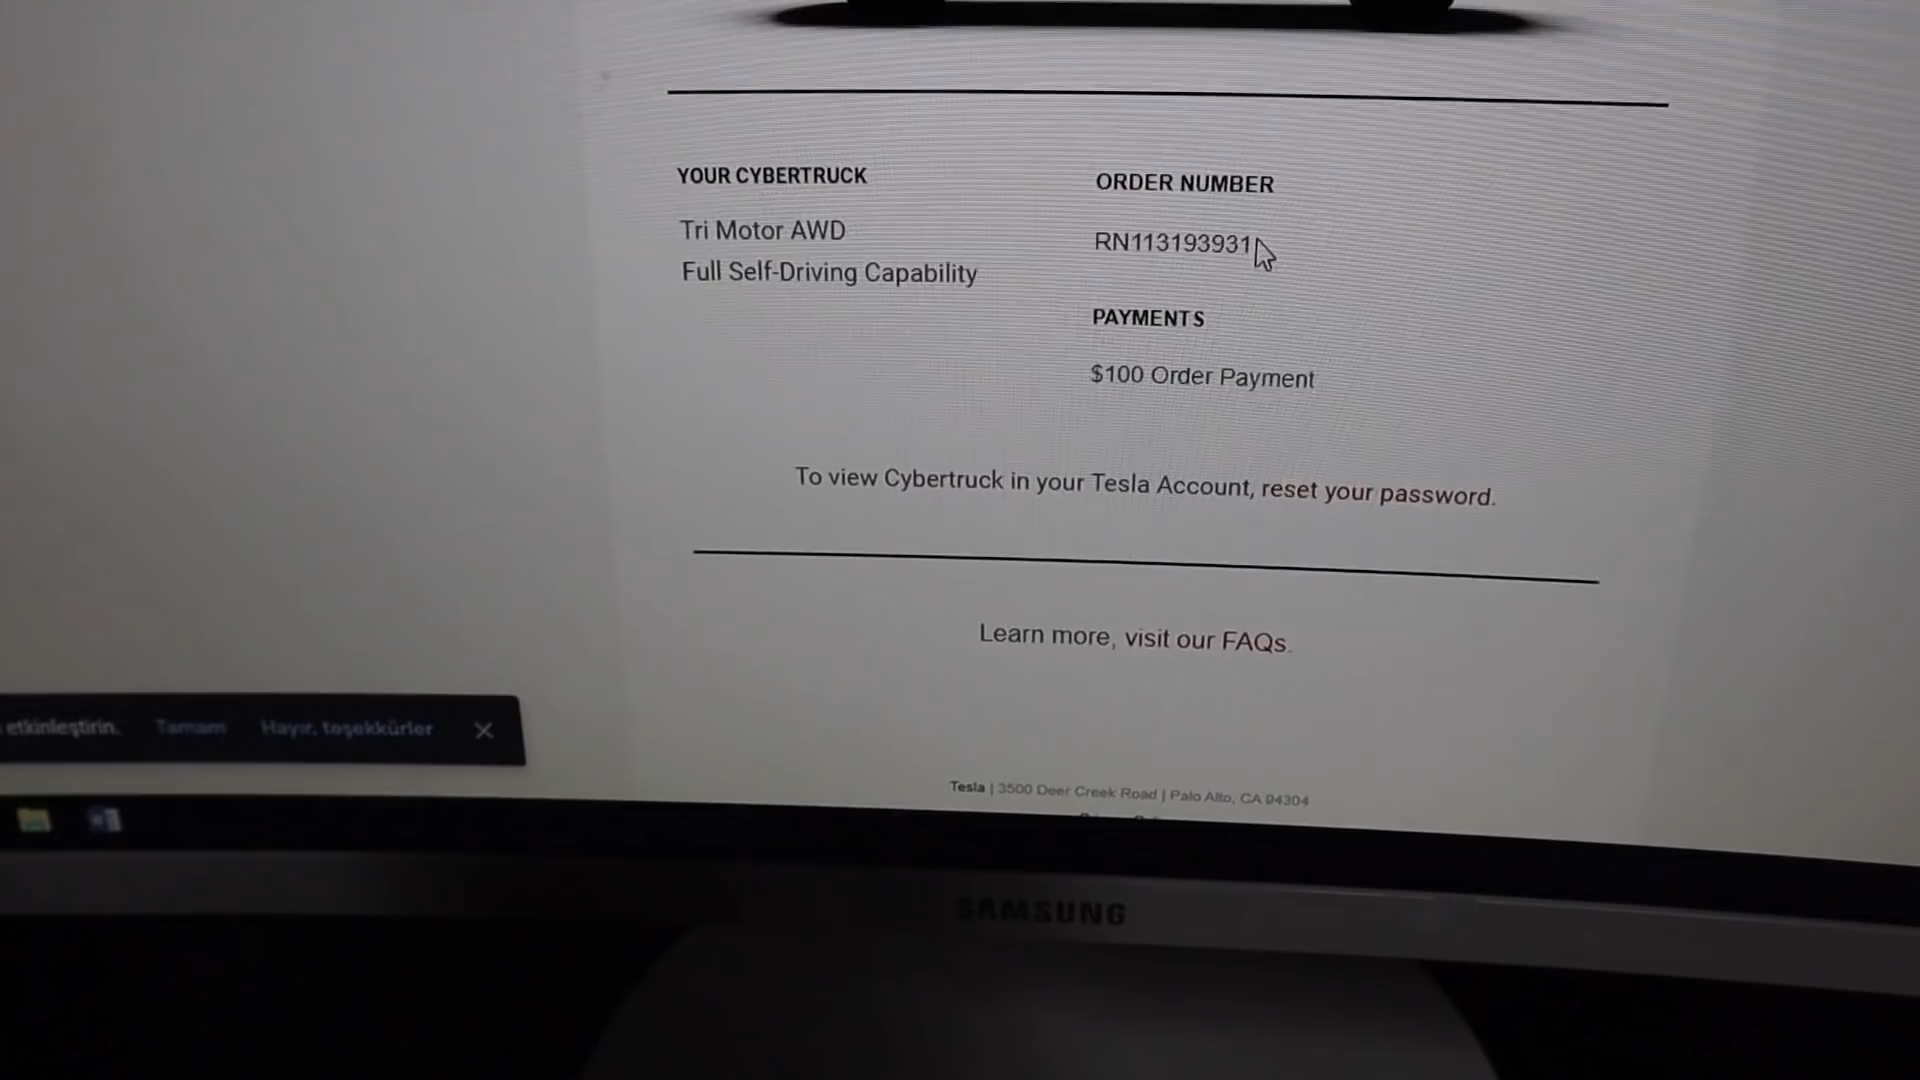 YOUR CYBERTRUCK
Tri Motor AWD
Full Self-Driving Capability
ORDER NUMBER
RN113193931
PAYMENTS
$100 Order Payment
To view Cybertruck in your Tesla Account, reset your password.
Learn more, visit our FAQs.
etkinleştirin. Tamam Hayır, teşekkürler
Tesla | 3500 Deer Creek Road | Palo Alto, CA 94304
SAMSUNG